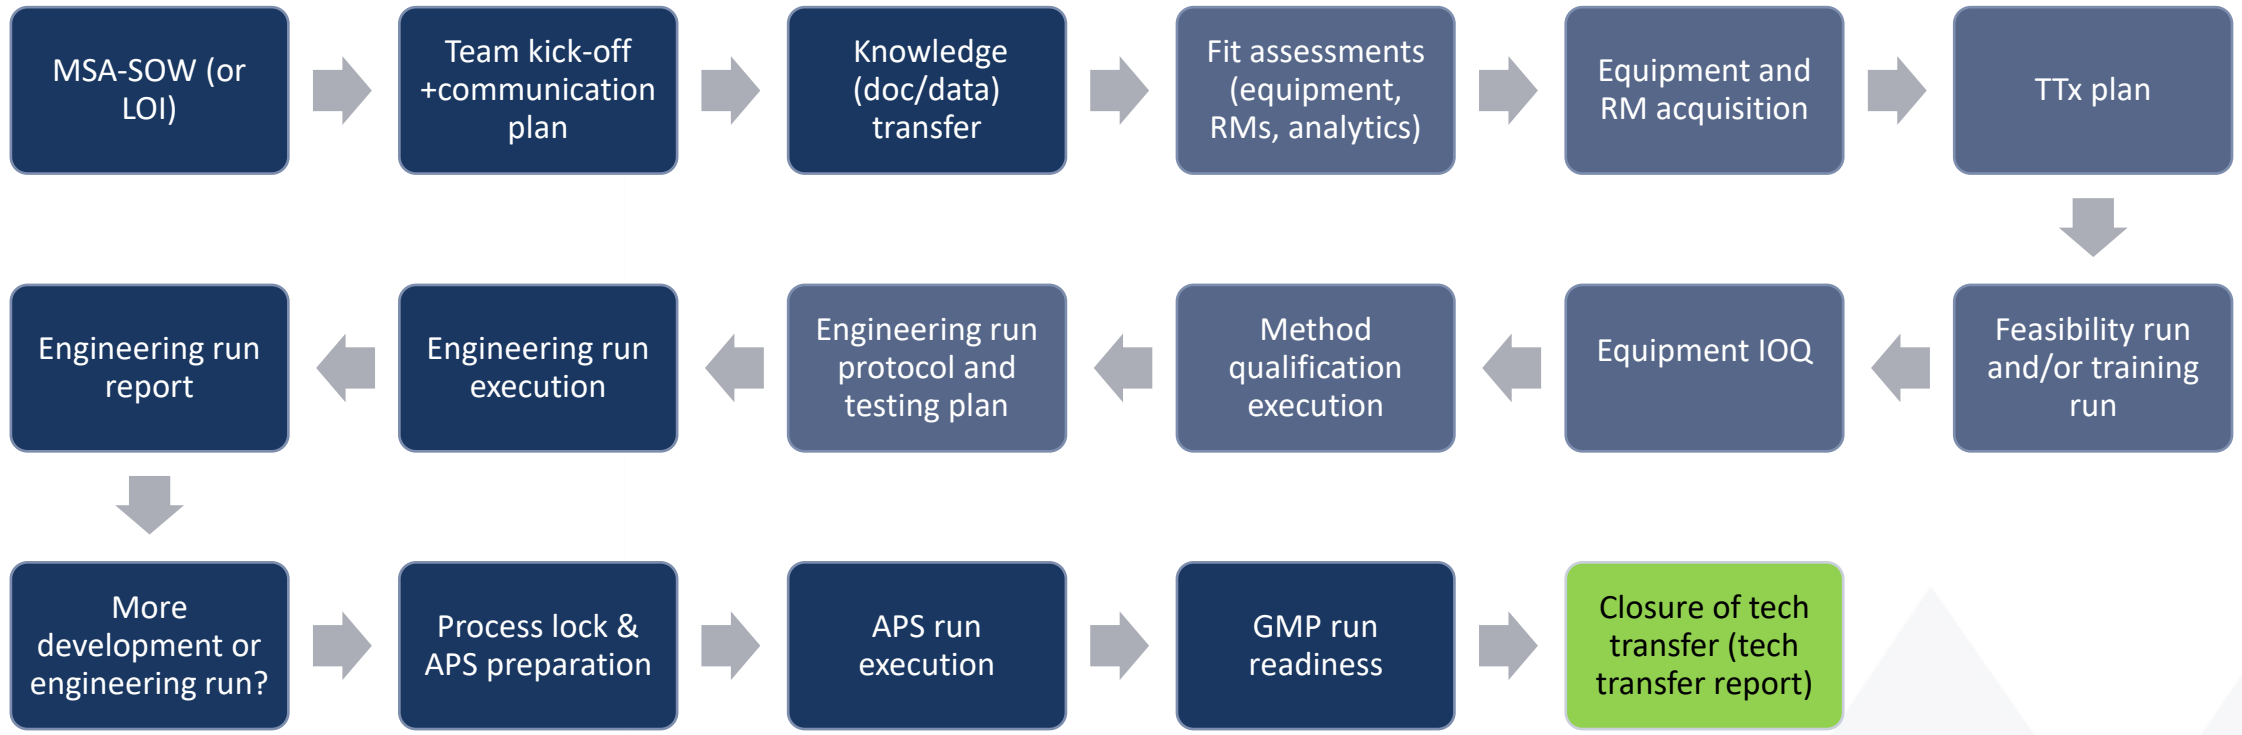 MSA-SOW (or
LOI)
Team kick-off
+communication
plan
Knowledge
(doc/data)
transfer
Fit assessments
(equipment,
RMs, analytics)
Equipment and
RM acquisition
TTx plan
Feasibility run
and/or training
run
Equipment IOQ
Method
qualification
execution
Engineering run
protocol and
testing plan
Engineering run
execution
Engineering run
report
More
development or
engineering run?
Process lock &
APS preparation
APS run
execution
GMP run
readiness
Closure of tech
transfer (tech
transfer report)